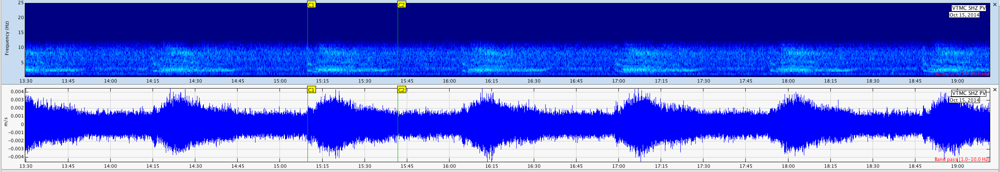 25
C1
C2
VTMC SHZ PV
×
20
Oct 15, 2014
Frequency (Hz)
15
10
5
Band pass [1.0–10.0 Hz]
13:30 13:45 14:00 14:15 14:30 14:45 15:00 15:15 15:30 15:45 16:00 16:15 16:30 16:45 17:00 17:15 17:30 17:45 18:00 18:15 18:30 18:45 19:00
C1
C2
VTMC SHZ PV
×
Oct 15, 2014
0.004
0.003
0.002
0.001
m/s
0
−0.001
−0.002
−0.003
−0.004
Band pass [1.0–10.0 Hz]
13:30 13:45 14:00 14:15 14:30 14:45 15:00 15:15 15:30 15:45 16:00 16:15 16:30 16:45 17:00 17:15 17:30 17:45 18:00 18:15 18:30 18:45 19:00